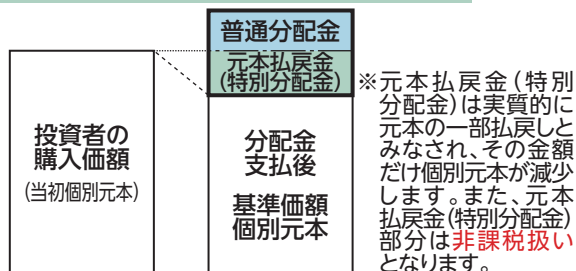 普通分配金
元本払戻金
(特別分配金)
投資者の
購入価額
(当初個別元本)
分配金
支払後
基準価額
個別元本
※元本払戻金(特別
分配金)は実質的に
元本の一部払戻しと
みなされ、その金額
だけ個別元本が減少
します。また、元本
払戻金(特別分配金)
部分は非課税扱い
となります。